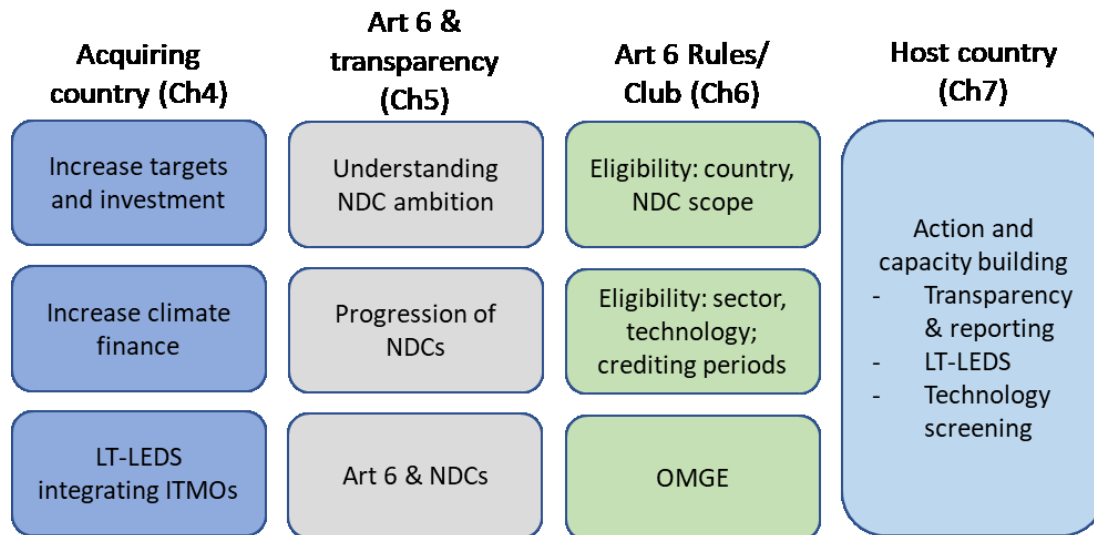 Acquiring
country (Ch4)
Increase targets
and investment
Increase climate
finance
LT-LEDS
integrating ITMOs
Art 6 &
transparency
(Ch5)
Understanding
NDC ambition
Progression of
NDCs
Art 6 & NDCs
Art 6 Rules/
Club (Ch6)
Eligibility: country,
NDC scope
Eligibility: sector,
technology;
crediting periods
OMGE
Host country
(Ch7)
Action and
capacity building
- Transparency
& reporting
- LT-LEDS
- Technology
screening